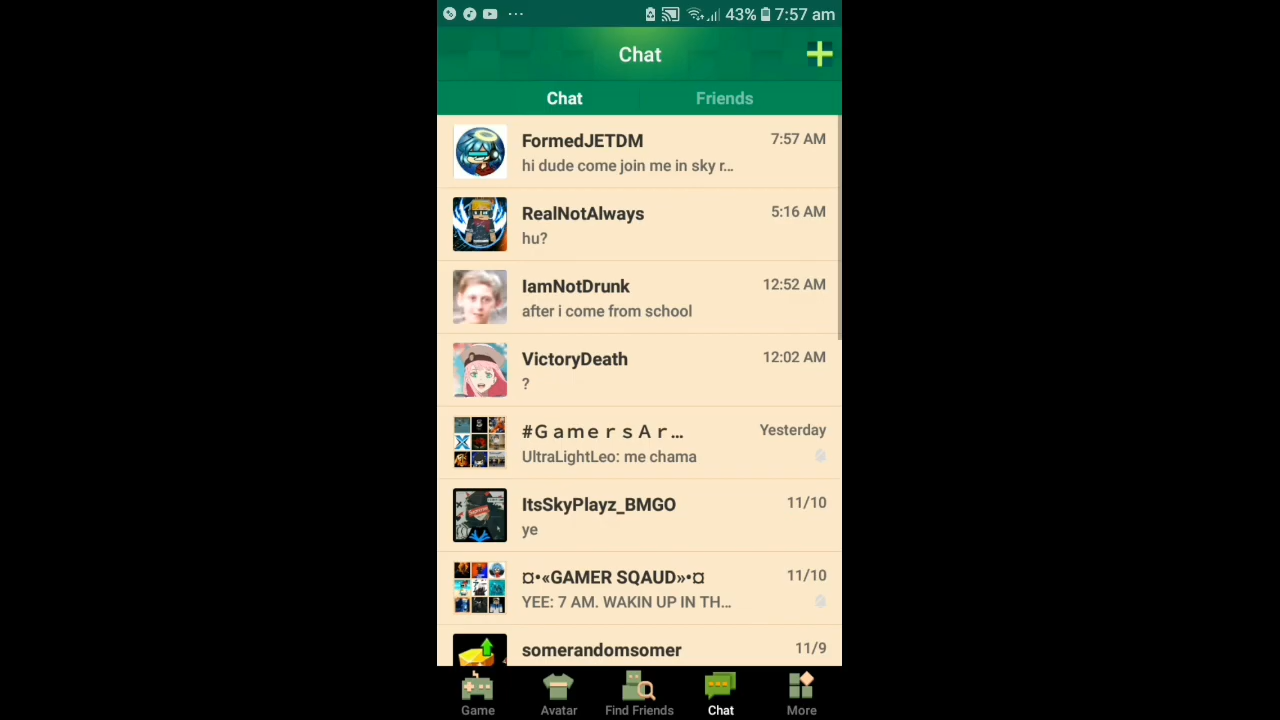 43% 7:57 am
Chat
Chat Friends
FormedJETDM 7:57 AM
hi dude come join me in sky r...
RealNotAlways 5:16 AM
hu?
IamNotDrunk 12:52 AM
after i come from school
VictoryDeath 12:02 AM
?
#ＧａｍｅｒｓＡｒ... Yesterday
UltraLightLeo: me chama
ItsSkyPlayz_BMGO 11/10
ye
¤•«GAMER SQAUD»•¤ 11/10
YEE: 7 AM. WAKIN UP IN TH...
somerandomsomer 11/9
Game Avatar Find Friends Chat More